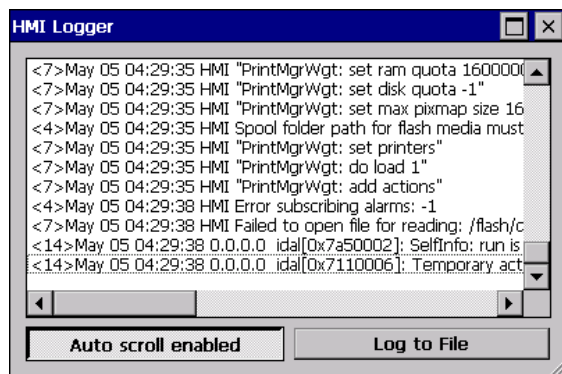 HMI Logger
<7>May 05 04:29:35 HMI "PrintMgrWgt: set ram quota 1600000
<7>May 05 04:29:35 HMI "PrintMgrWgt: set disk quota -1"
<7>May 05 04:29:35 HMI "PrintMgrWgt: set max pixmap size 16
<4>May 05 04:29:35 HMI Spool folder path for flash media must
<7>May 05 04:29:35 HMI "PrintMgrWgt: set printers"
<7>May 05 04:29:35 HMI "PrintMgrWgt: do load 1"
<7>May 05 04:29:35 HMI "PrintMgrWgt: add actions"
<4>May 05 04:29:38 HMI Error subscribing alarms: -1
<7>May 05 04:29:38 HMI Failed to open file for reading: /flash/c
<14>May 05 04:29:38 0.0.0.0 idal[0x7a50002]: SelfInfo: run is
<14>May 05 04:29:38 0.0.0.0 idal[0x7110006]: Temporary act
Auto scroll enabled
Log to File